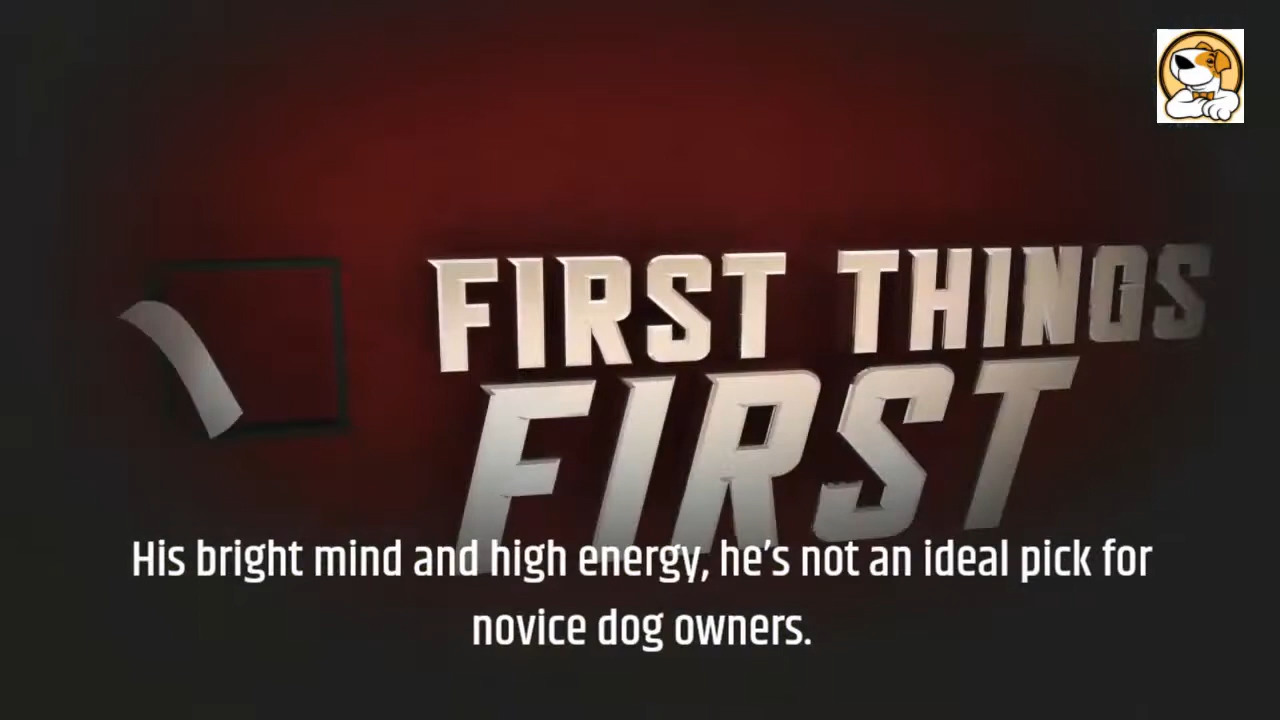 FIRST THINGS
FIRST
His bright mind and high energy, he’s not an ideal pick for
novice dog owners.